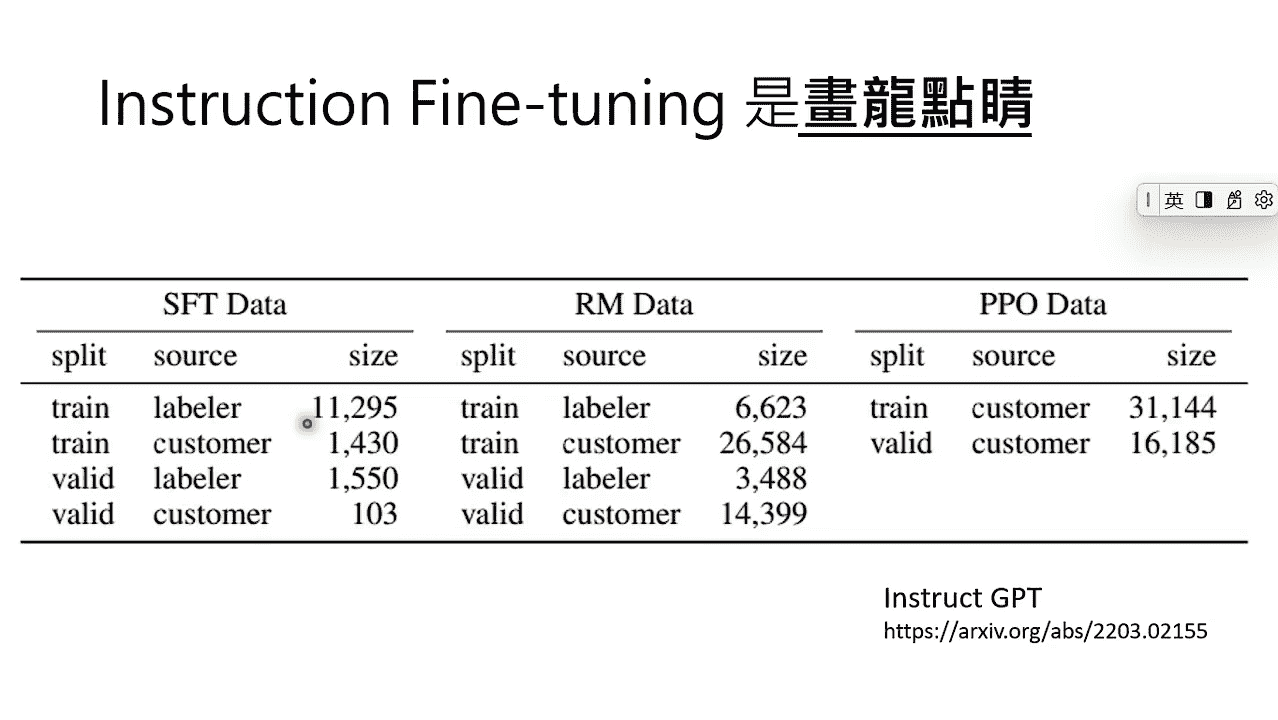 Instruction Fine-tuning 是畫龍點睛
英
SFT Data RM Data PPO Data
split source size split source size split source size
train labeler 11,295 train labeler 6,623 train customer 31,144
train customer 1,430 train customer 26,584 valid customer 16,185
valid labeler 1,550 valid labeler 3,488
valid customer 103 valid customer 14,399
Instruct GPT
https://arxiv.org/abs/2203.02155